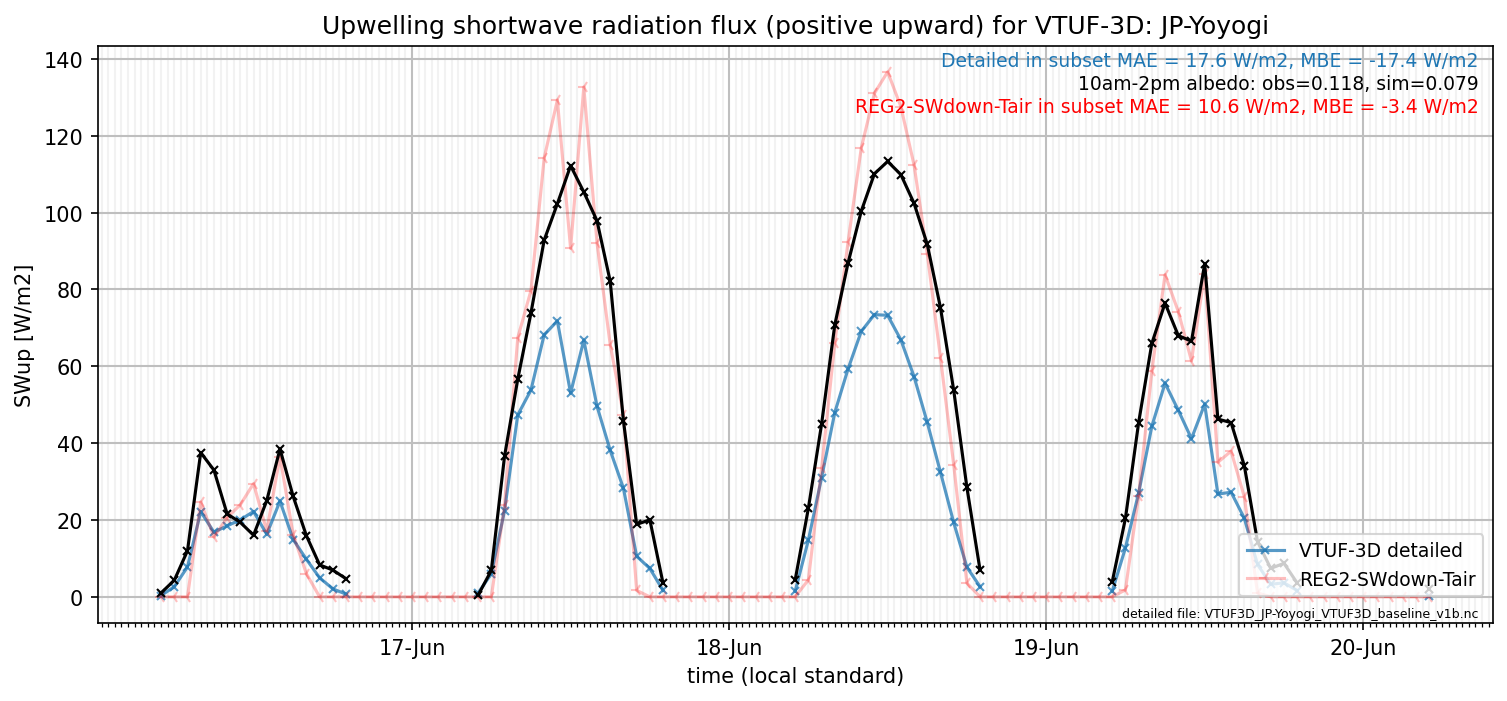 Upwelling shortwave radiation flux (positive upward) for VTUF-3D: JP-Yoyogi
Detailed in subset MAE = 17.6 W/m2, MBE = -17.4 W/m2
10am-2pm albedo: obs=0.118, sim=0.079
REG2-SWdown-Tair in subset MAE = 10.6 W/m2, MBE = -3.4 W/m2
SWup [W/m2]
140
120
100
80
60
40
20
0
VTUF-3D detailed
REG2-SWdown-Tair
detailed file: VTUF3D_JP-Yoyogi_VTUF3D_baseline_v1b.nc
17-Jun
18-Jun
19-Jun
20-Jun
time (local standard)